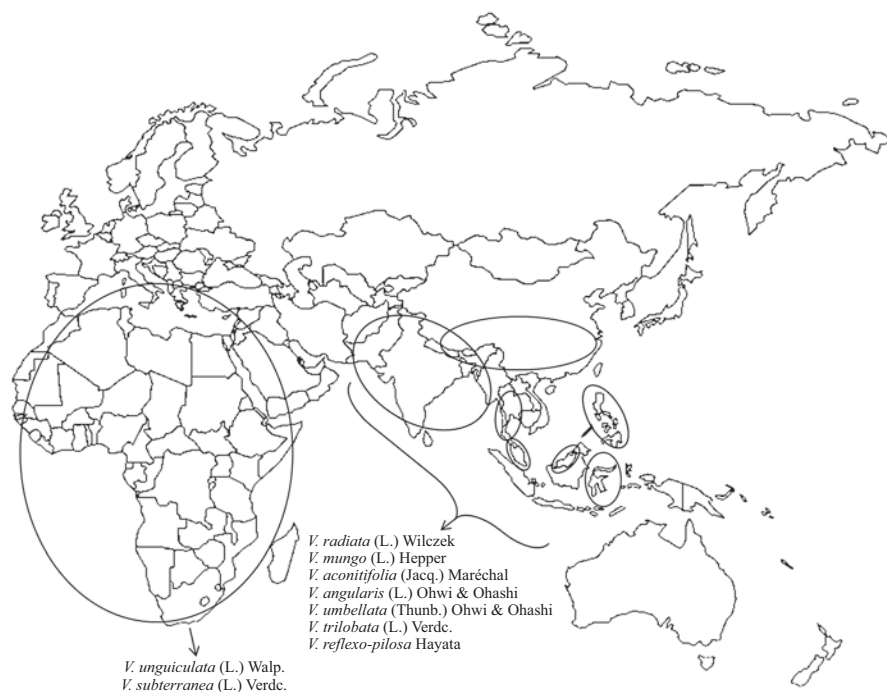 V. radiata (L.) Wilczek
V. mungo (L.) Hepper
V. aconitifolia (Jacq.) Maréchal
V. angularis (L.) Ohwi & Ohashi
V. umbellata (Thunb.) Ohwi & Ohashi
V. trilobata (L.) Verdc.
V. reflexo-pilosa Hayata
V. unguiculata (L.) Walp.
V. subterranea (L.) Verdc.